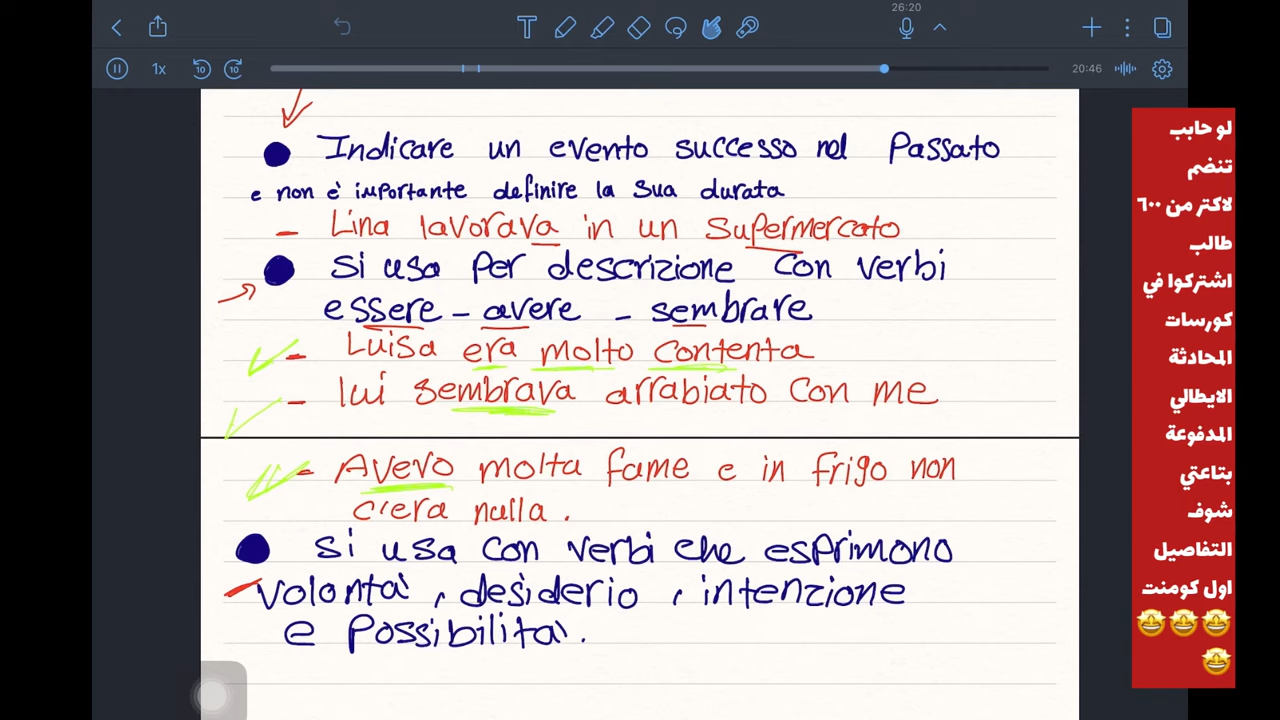 26:20
1x
10
10
20:46
Indicare un evento successo nel Passato
e non è importante definire la sua durata
- Lina lavorava in un supermercato
Si usa per descrizione con verbi
essere - avere - sembrare
- Luisa era molto contenta
- lui sembrava arrabiato con me
- Avevo molta fame e in frigo non
c'era nulla.
Si usa con verbi che esprimono
volontà, desiderio, intenzione
e Possibilità.
لو حابب
تنضم
لاكتر من ٦٠٠
طالب
اشتركوا في
كورسات
المحادثة
الايطالي
المدفوعة
بتاعتي
شوف
التفاصيل
اول كومنت